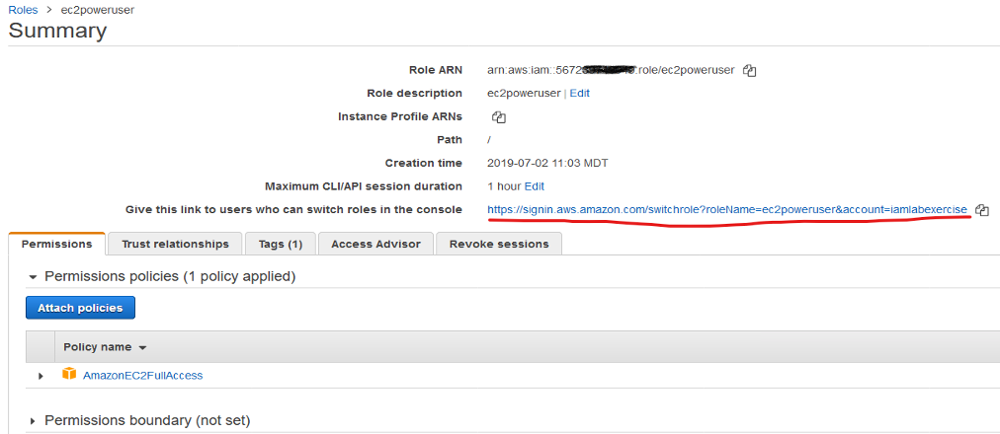 Roles > ec2poweruser
Summary
Role ARN arn:aws:iam::5672 :role/ec2poweruser
Role description ec2poweruser | Edit
Instance Profile ARNs
Path /
Creation time 2019-07-02 11:03 MDT
Maximum CLI/API session duration 1 hour Edit
Give this link to users who can switch roles in the console https://signin.aws.amazon.com/switchrole?roleName=ec2poweruser&account=iamlabexercise
Permissions Trust relationships Tags (1) Access Advisor Revoke sessions
Permissions policies (1 policy applied)
Attach policies
Policy name
AmazonEC2FullAccess
Permissions boundary (not set)